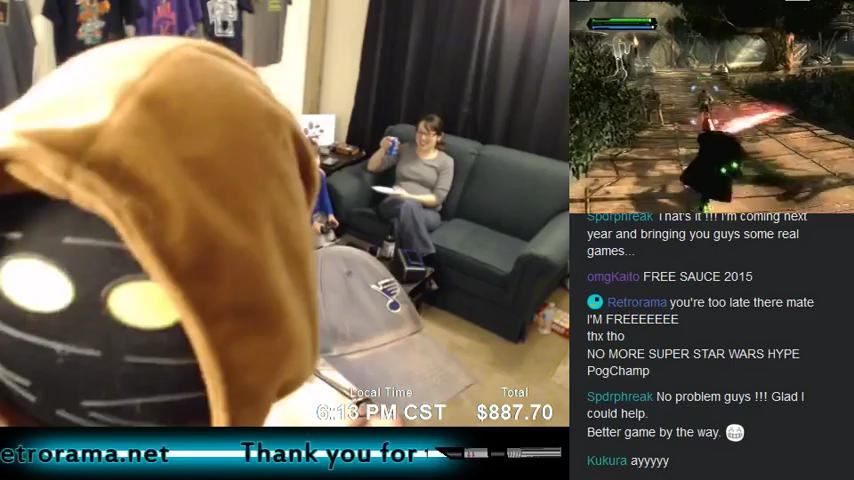 Spdrphreak That's it !!! I'm coming next
year and bringing you guys some real
games...
omgKaito FREE SAUCE 2015
Retrorama you're too late there mate
I'M FREEEEEEE
thx tho
NO MORE SUPER STAR WARS HYPE
PogChamp
Spdrphreak No problem guys !!! Glad I
could help.
Better game by the way.
Kukura ayyyyy
Local Time
6:13 PM CST
Total
$887.70
etrorama.net
Thank you for